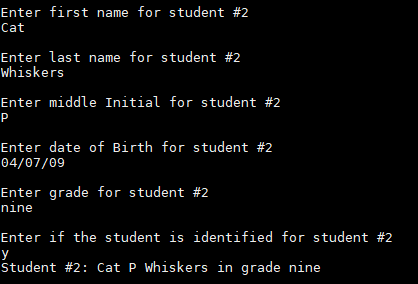 Enter first name for student #2
Cat
Enter last name for student #2
Whiskers
Enter middle Initial for student #2
P
Enter date of Birth for student #2
04/07/09
Enter grade for student #2
nine
Enter if the student is identified for student #2
y
Student #2: Cat P Whiskers in grade nine